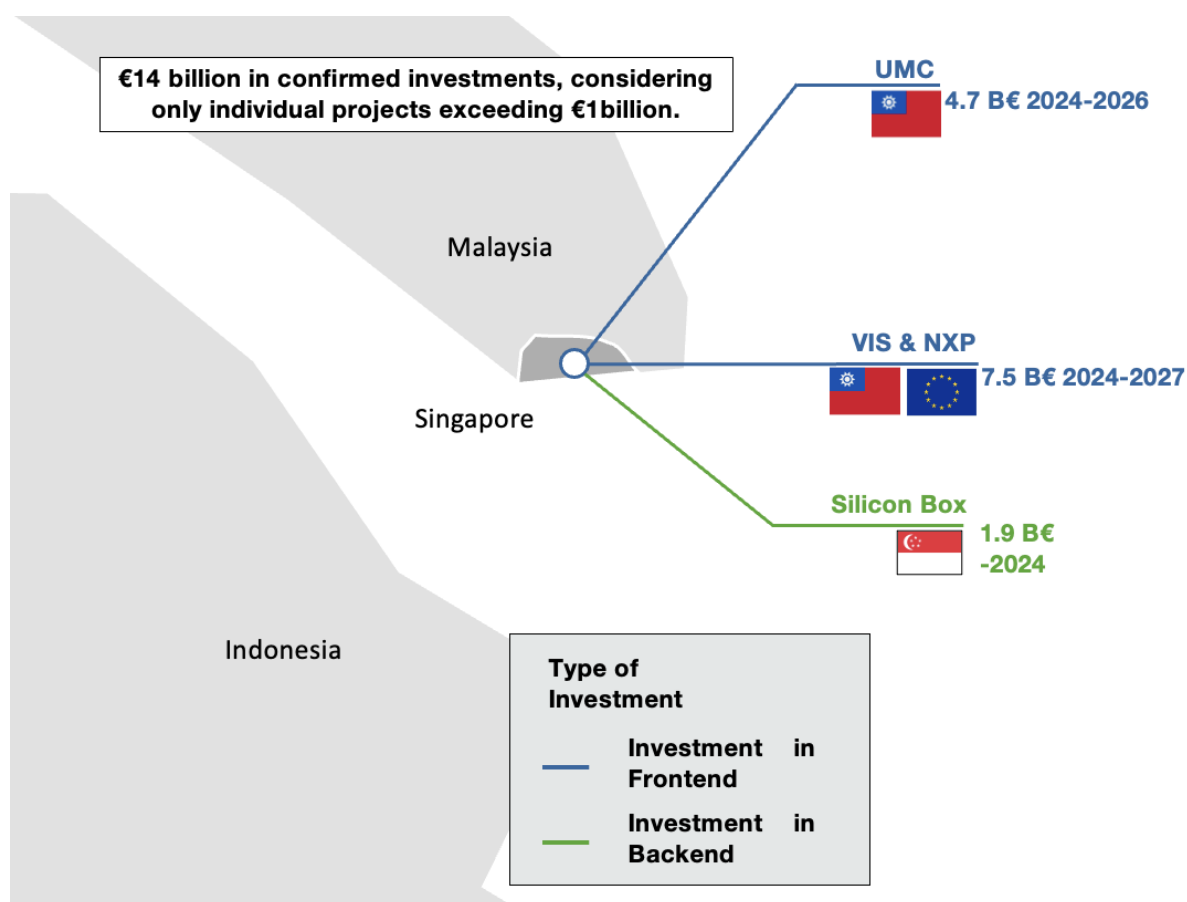 €14 billion in confirmed investments, considering
only individual projects exceeding €1billion.
UMC
4.7 B€ 2024-2026
Malaysia
VIS & NXP
7.5 B€ 2024-2027
Singapore
Silicon Box
1.9 B€
-2024
Indonesia
Type of
Investment
Investment in
Frontend
Investment in
Backend